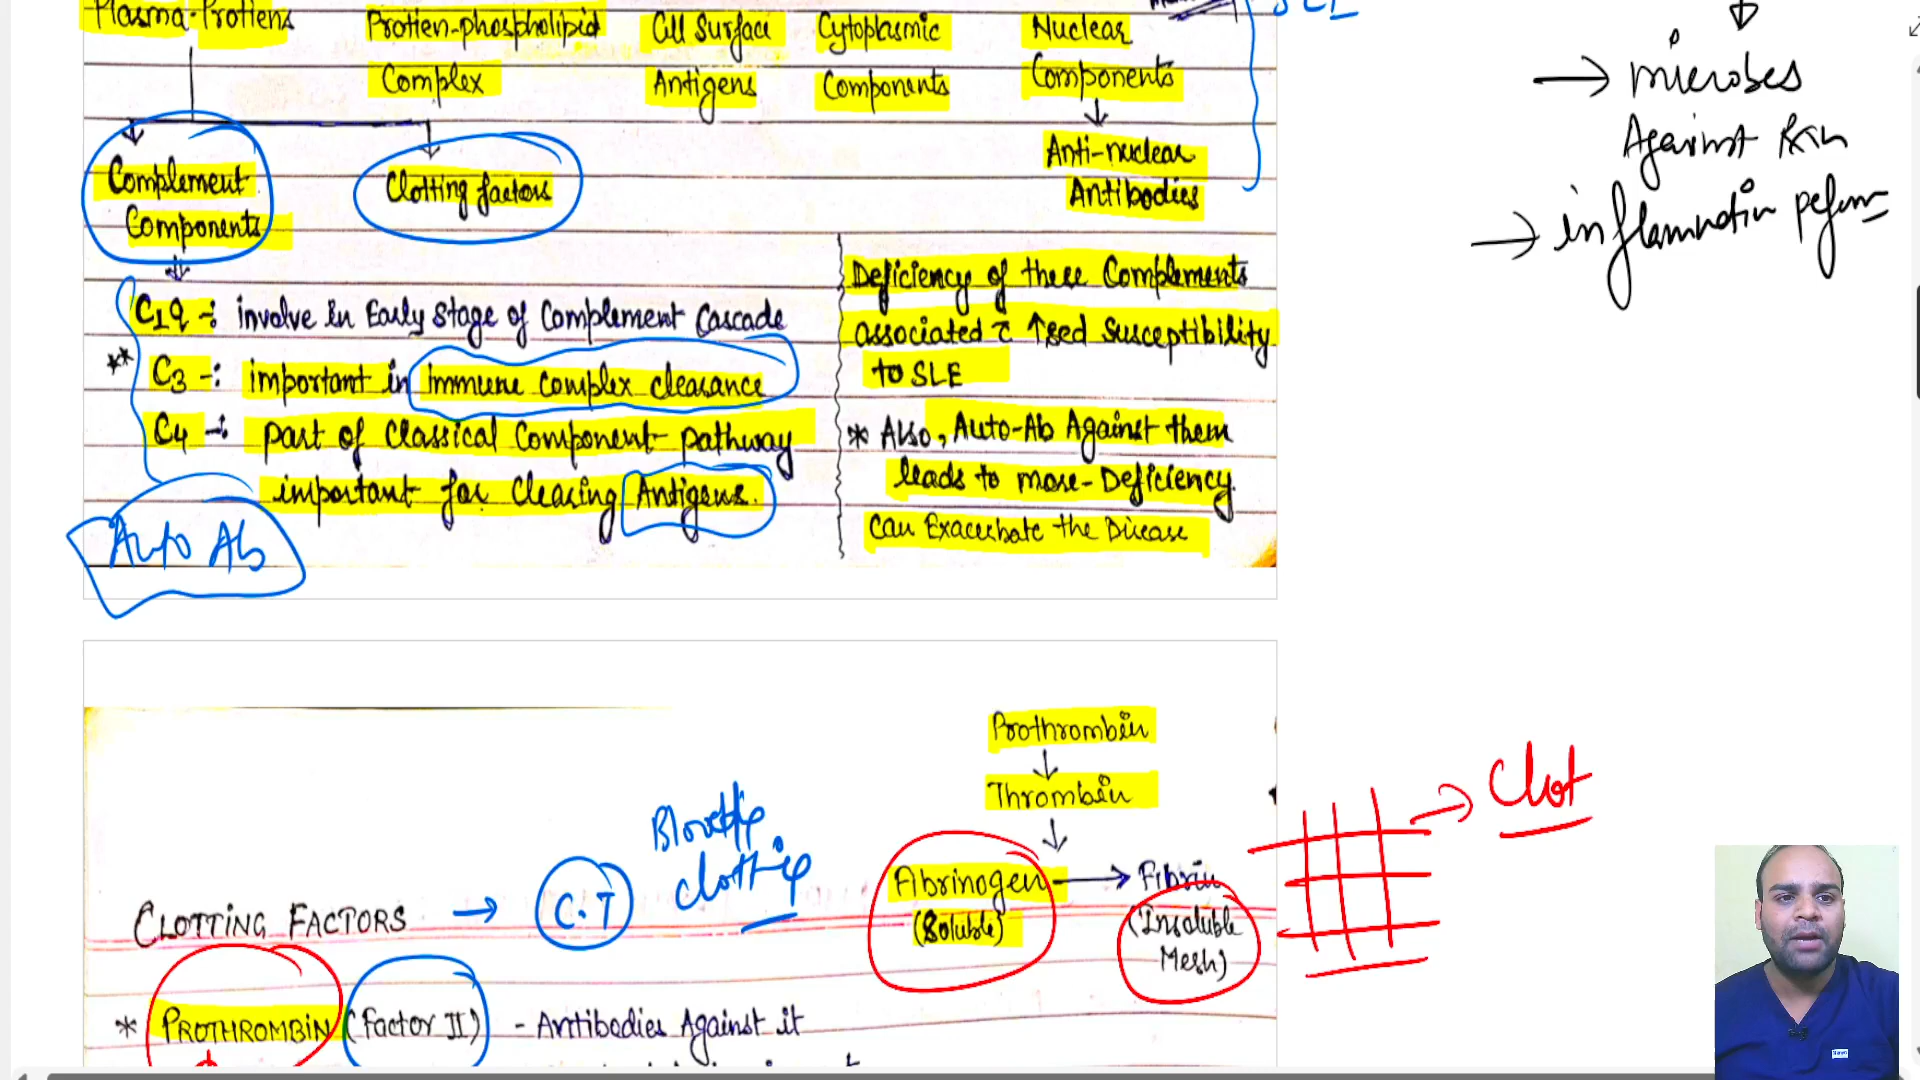 Plasma-Protiens
Protien-phospholipid
Complex
Cell Surface
Antigens
Cytoplasmic
Components
Nuclear
Components
Anti-nuclear
Antibodies
SLE
microbes
Against
inflammation
Complement
Components
Clotting factors
C1q -: involve in Early Stage of Complement Cascade
** C3 -: important in immune complex clearance
C4 -: part of Classical Component pathway
important for Clearing Antigens.
Auto Ab
Deficiency of these Complements
associated c̄ ↑sed Susceptibility
to SLE
* Also, Auto-Ab Against them
leads to more-Deficiency.
Can Exacerbate the Disease
Prothrombin
Thrombin
Fibrinogen → Fibrin
(Soluble)
(Insoluble
Mesh)
Clot
CLOTTING FACTORS → C.T
clotting
* PROTHROMBIN (Factor II) - Antibodies Against it